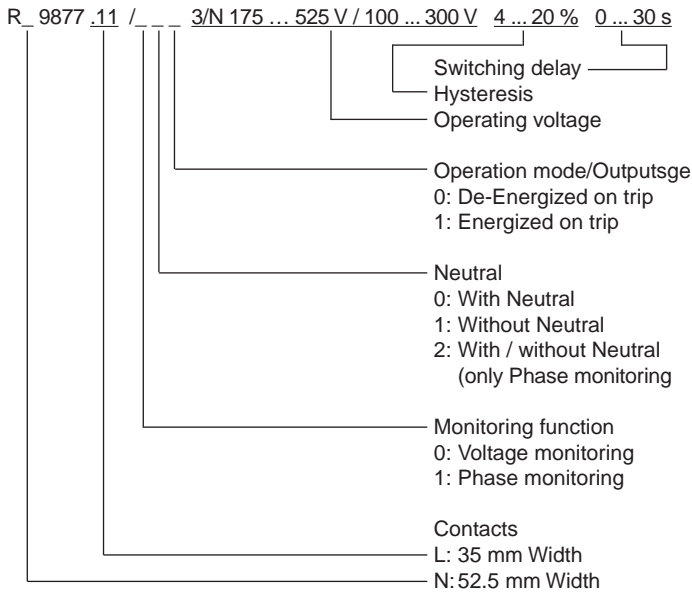 R_ 9877 .11 /_ _ _ 3/N 175 ... 525 V / 100 ... 300 V 4 ... 20 % 0 ... 30 s
Switching delay
Hysteresis
Operating voltage
Operation mode/Outputsge
0: De-Energized on trip
1: Energized on trip
Neutral
0: With Neutral
1: Without Neutral
2: With / without Neutral
(only Phase monitoring
Monitoring function
0: Voltage monitoring
1: Phase monitoring
Contacts
L: 35 mm Width
N: 52.5 mm Width